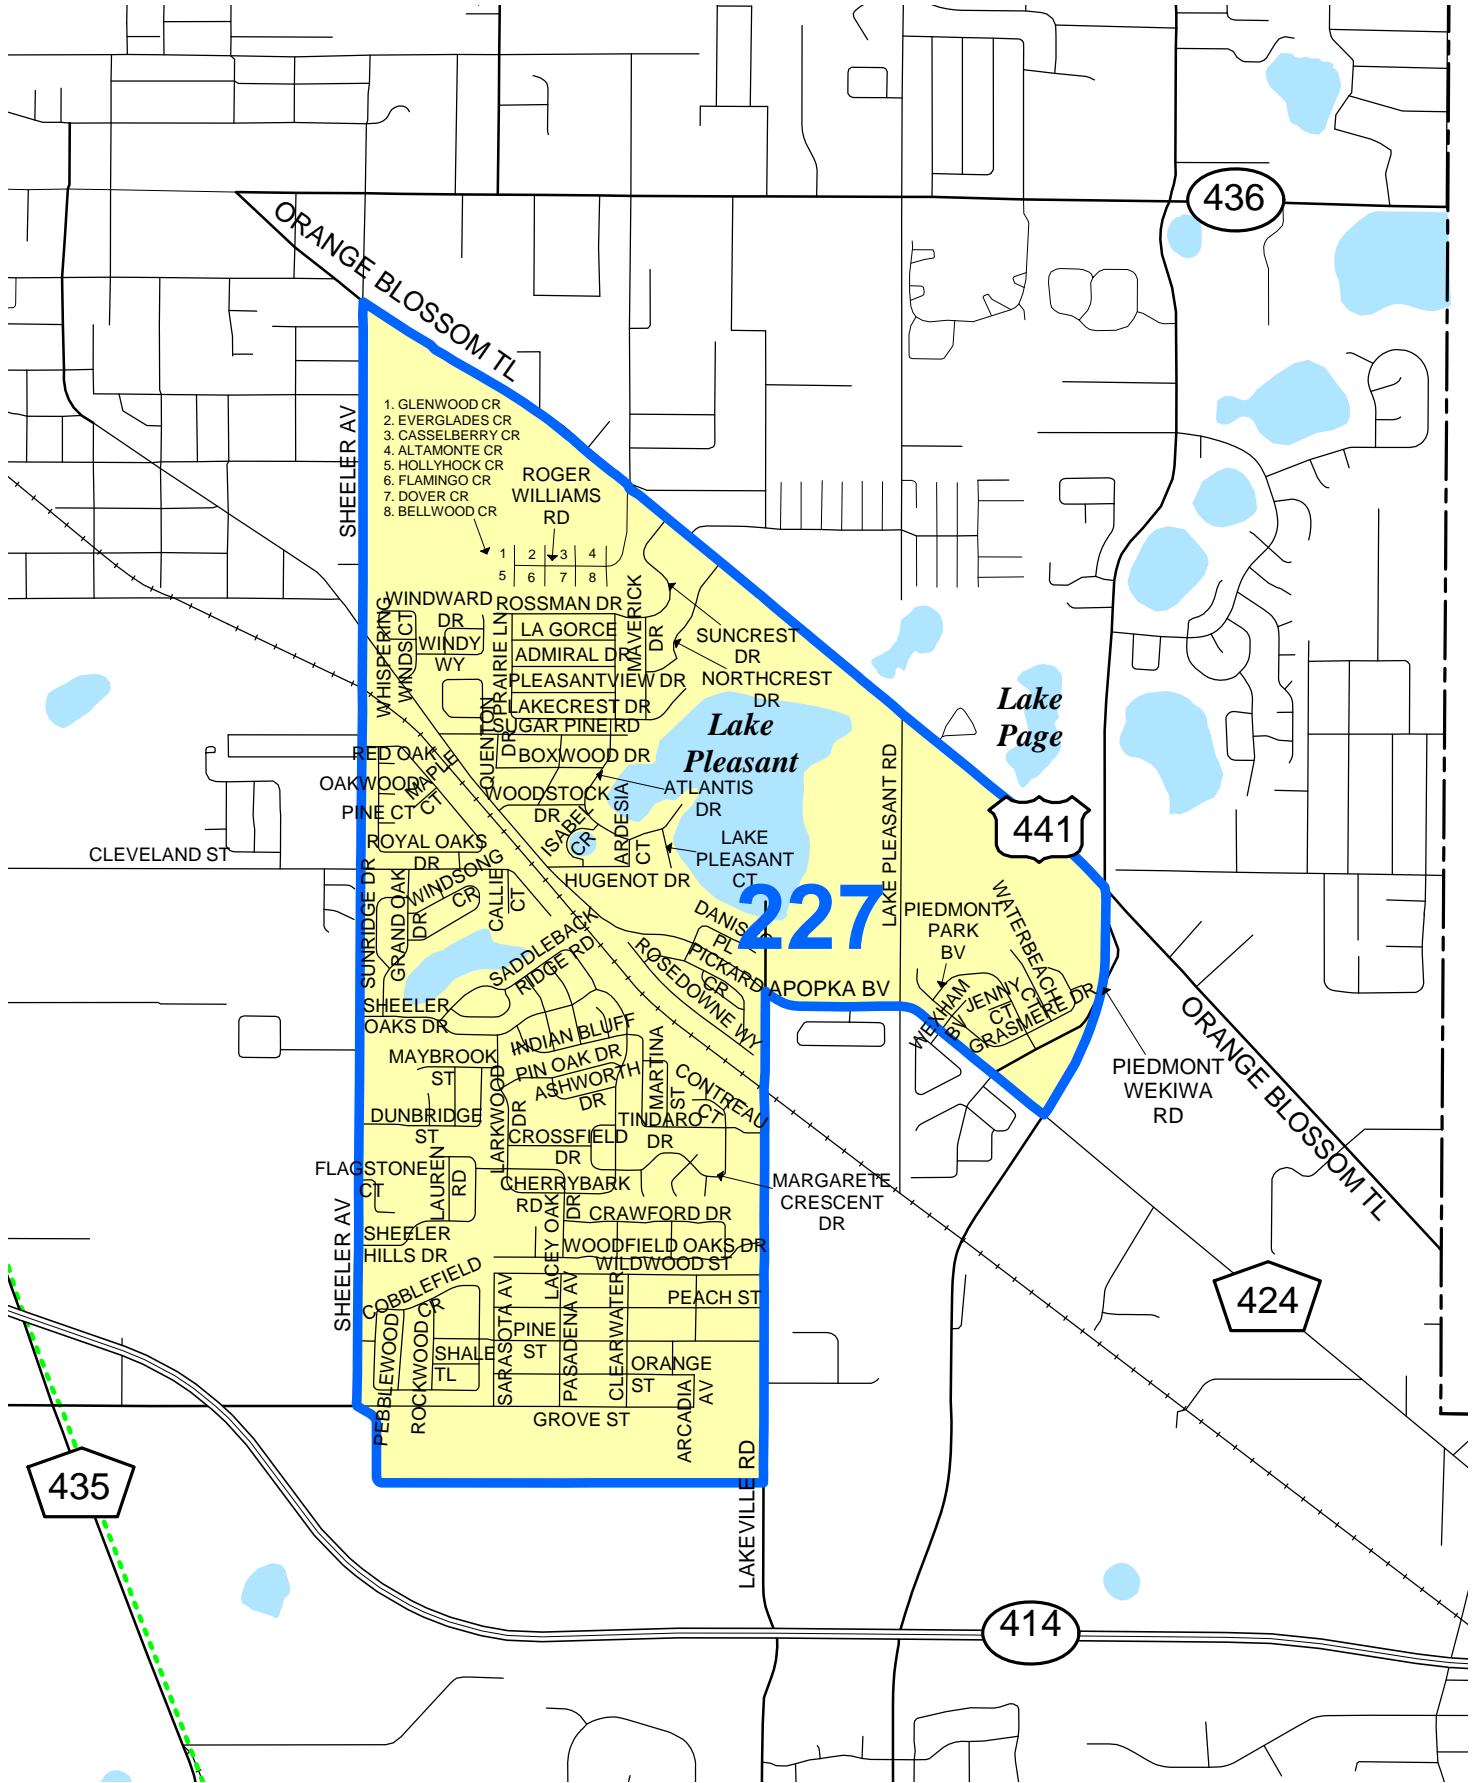 436
ORANGE BLOSSOM TL
SHEELER AV
1. GLENWOOD CR
2. EVERGLADES CR
3. CASSELBERRY CR
4. ALTAMONTE CR
5. HOLLYHOCK CR
6. FLAMINGO CR
7. DOVER CR
8. BELLWOOD CR
ROGER
WILLIAMS
RD
1 2 3 4
5 6 7 8
WHISPERING
WINDS CT
WINDWARD
DR
WINDY
WY
PRAIRIE LN
ROSSMAN DR
LA GORCE
ADMIRAL DR
PLEASANTVIEW DR
LAKECREST DR
SUGAR PINE RD
MAVERICK
DR
SUNCREST
DR
NORTHCREST
DR
QUENTON
DR
BOXWOOD DR
Lake
Pleasant
Lake
Page
RED OAK
OAKWOOD
PINE CT
MAPLE
CT
WOODSTOCK
DR
ATLANTIS
DR
ISABEL
CR
ARDESIA
CT
LAKE
PLEASANT
CT
LAKE PLEASANT RD
441
CLEVELAND ST
ROYAL OAKS
DR
HUGENOT DR
SUNRIDGE DR
GRAND OAK
DR
WINDSONG
CR
CALLIE
CT
227
DANISH
PL
PICKARD
CR
ROSEDOWNE WY
SADDLEBACK
RIDGE RD
PIEDMONT
PARK
BV
WATERBEACH
CT
APOPKA BV
WEXHAM
BV
JENNY
CT
GRASMERE DR
ORANGE BLOSSOM TL
SHEELER
OAKS DR
INDIAN BLUFF
PIN OAK DR
ASHWORTH
DR
MAYBROOK
ST
MARTINA
ST
CONTREAU
CT
PIEDMONT
WEKIWA
RD
DUNBRIDGE
ST
LARKWOOD
DR
TINDARO
DR
CROSSFIELD
DR
FLAGSTONE
CT
LAUREN
RD
CHERRYBARK
RD
MARGARETE
CRESCENT
DR
SHEELER AV
LACEY OAK
DR
CRAWFORD DR
SHEELER
HILLS DR
WOODFIELD OAKS DR
WILDWOOD ST
COBBLEFIELD
PEACH ST
424
PEBBLEWOOD
ROCKWOOD CR
SARASOTA AV
PASADENA AV
CLEARWATER
PINE
ST
SHALE
TL
ORANGE
ST
ARCADIA
AV
GROVE ST
435
LAKEVILLE RD
414